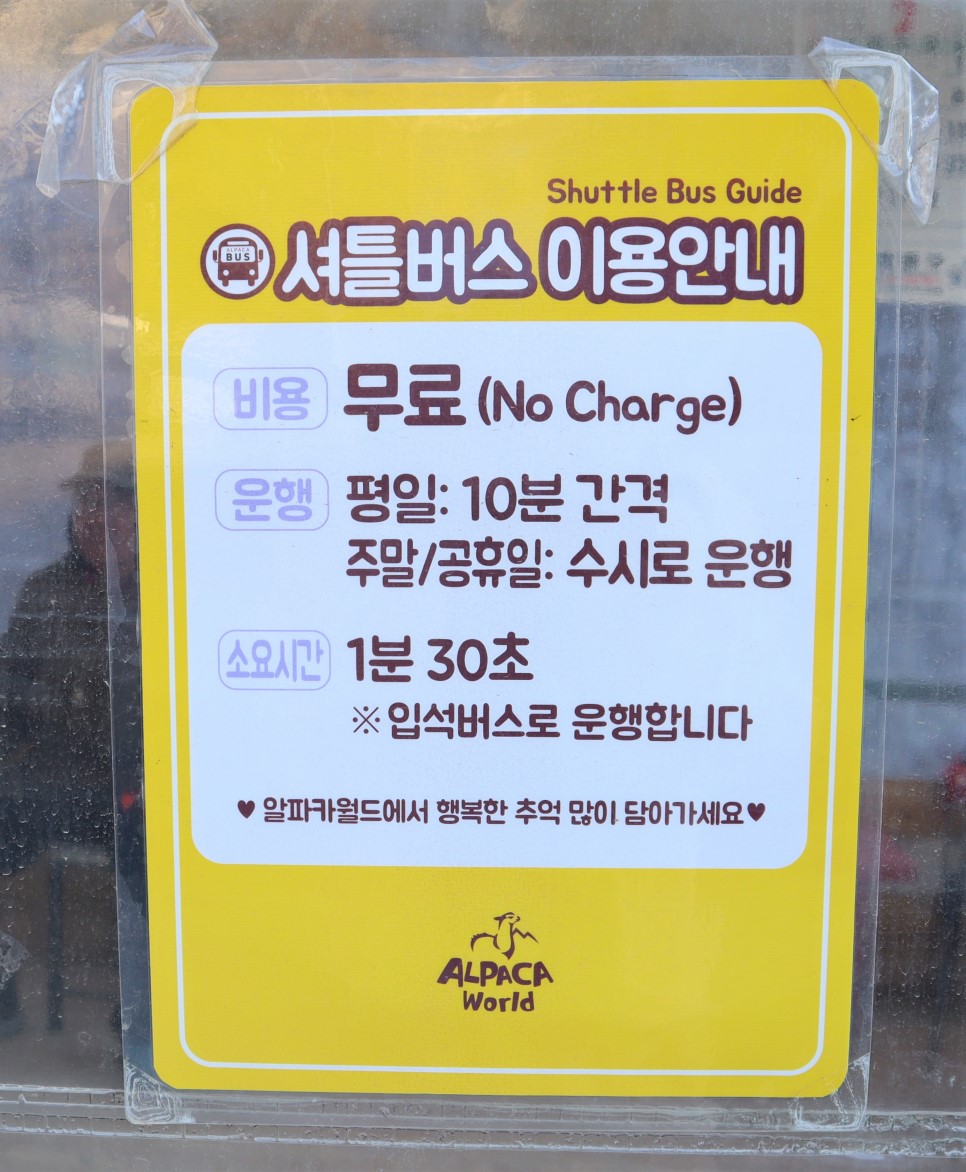 Shuttle Bus Guide
ALPACA
BUS
셔틀버스 이용안내
비용 무료 (No Charge)
운행 평일: 10분 간격
주말/공휴일: 수시로 운행
소요시간 1분 30초
※ 입석버스로 운행합니다
♥ 알파카월드에서 행복한 추억 많이 담아가세요♥
ALPACA
World